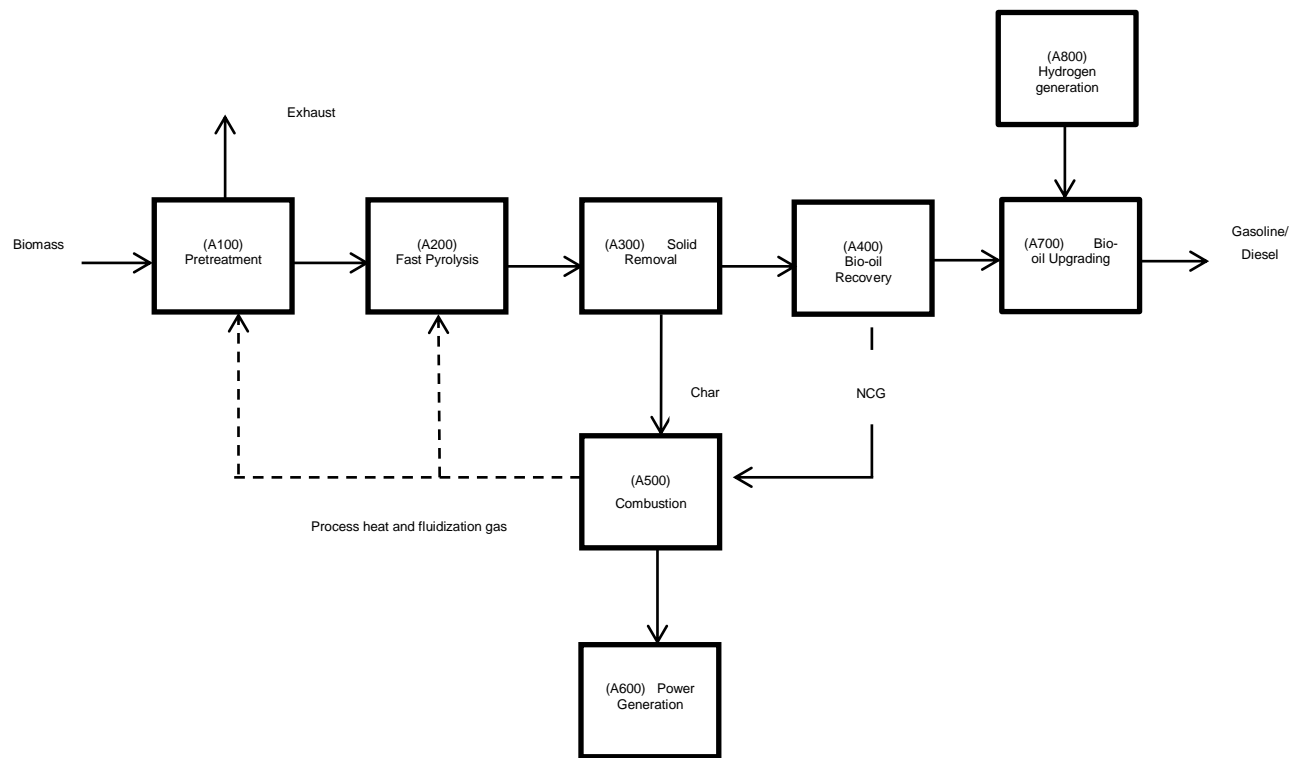 (A800)
Hydrogen
generation
Exhaust
Biomass
(A100)
Pretreatment
(A200)
Fast Pyrolysis
(A300) Solid
Removal
(A400)
Bio-oil
Recovery
(A700) Bio-
oil Upgrading
Gasoline/
Diesel
Char
NCG
(A500)
Combustion
Process heat and fluidization gas
(A600) Power
Generation